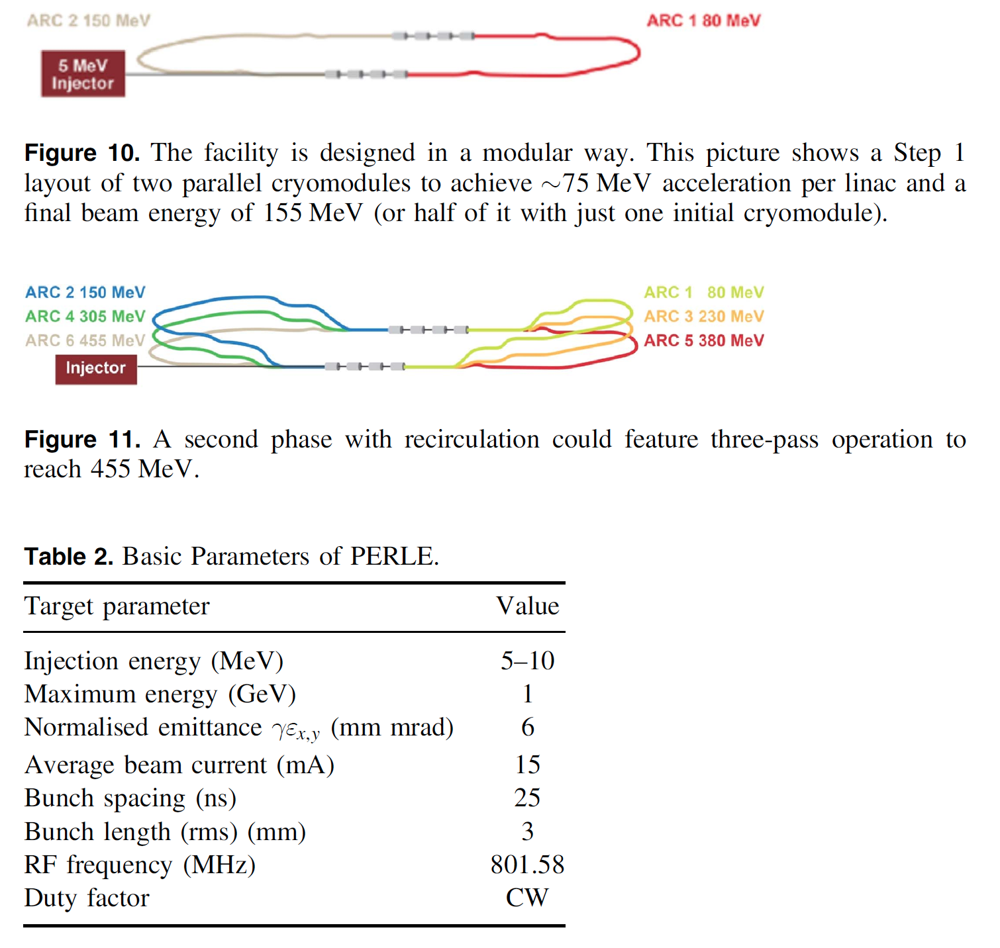 ARC 2 150 MeV
ARC 1 80 MeV
5 MeV
Injector
Figure 10. The facility is designed in a modular way. This picture shows a Step 1
layout of two parallel cryomodules to achieve ∼75 MeV acceleration per linac and a
final beam energy of 155 MeV (or half of it with just one initial cryomodule).
ARC 2 150 MeV
ARC 4 305 MeV
ARC 6 455 MeV
Injector
ARC 1 80 MeV
ARC 3 230 MeV
ARC 5 380 MeV
Figure 11. A second phase with recirculation could feature three-pass operation to
reach 455 MeV.
Table 2. Basic Parameters of PERLE.
Target parameter Value
Injection energy (MeV) 5–10
Maximum energy (GeV) 1
Normalised emittance γε_{x,y} (mm mrad) 6
Average beam current (mA) 15
Bunch spacing (ns) 25
Bunch length (rms) (mm) 3
RF frequency (MHz) 801.58
Duty factor CW